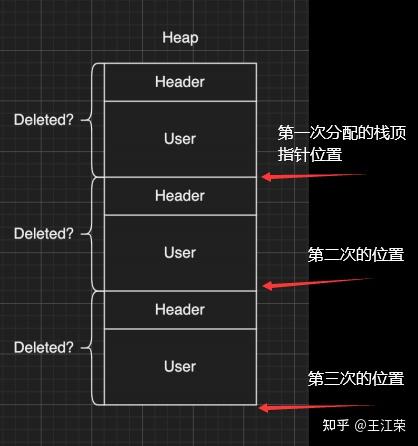 Heap
Header
Deleted?
User
第一次分配的栈顶
指针位置
Header
Deleted?
User
第二次的位置
Header
Deleted?
User
第三次的位置
知乎 @王江荣